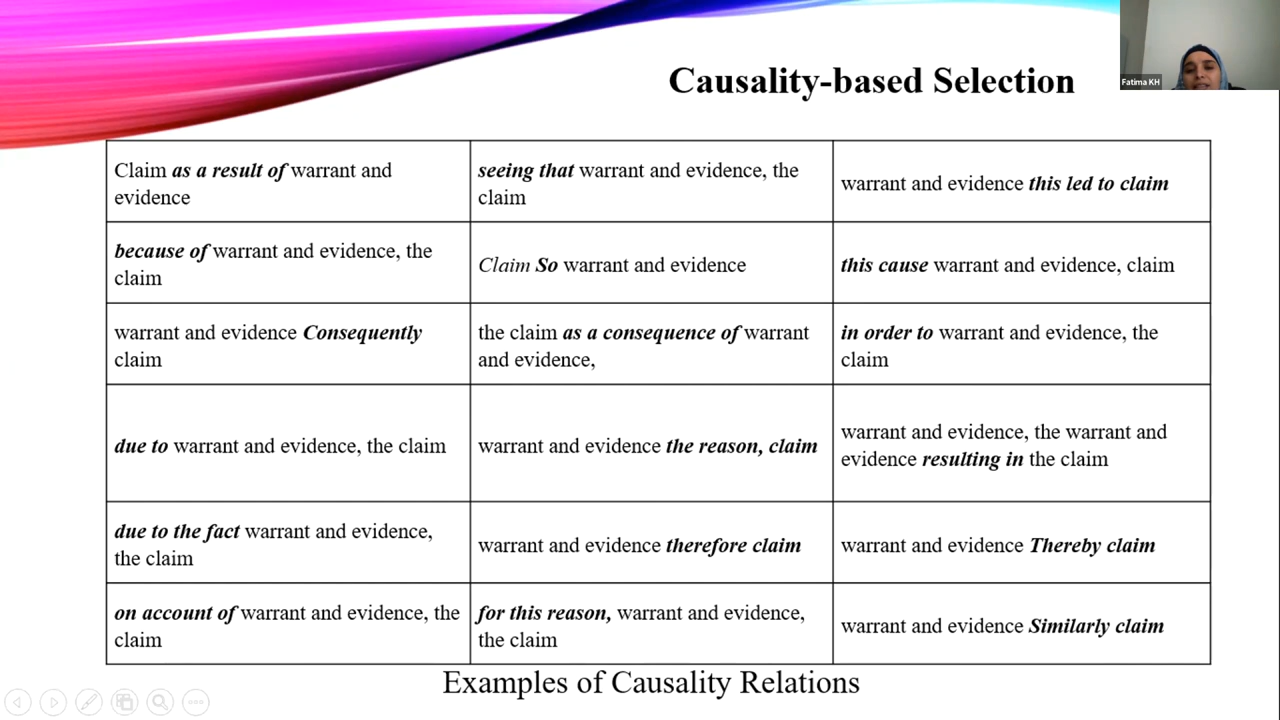 Fatima KH
Causality-based Selection
Claim as a result of warrant and
evidence
seeing that warrant and evidence, the
claim
warrant and evidence this led to claim
because of warrant and evidence, the
claim
Claim So warrant and evidence
this cause warrant and evidence, claim
warrant and evidence Consequently
claim
the claim as a consequence of warrant
and evidence,
in order to warrant and evidence, the
claim
due to warrant and evidence, the claim
warrant and evidence the reason, claim
warrant and evidence, the warrant and
evidence resulting in the claim
due to the fact warrant and evidence,
the claim
warrant and evidence therefore claim
warrant and evidence Thereby claim
on account of warrant and evidence, the
claim
for this reason, warrant and evidence,
the claim
warrant and evidence Similarly claim
Examples of Causality Relations